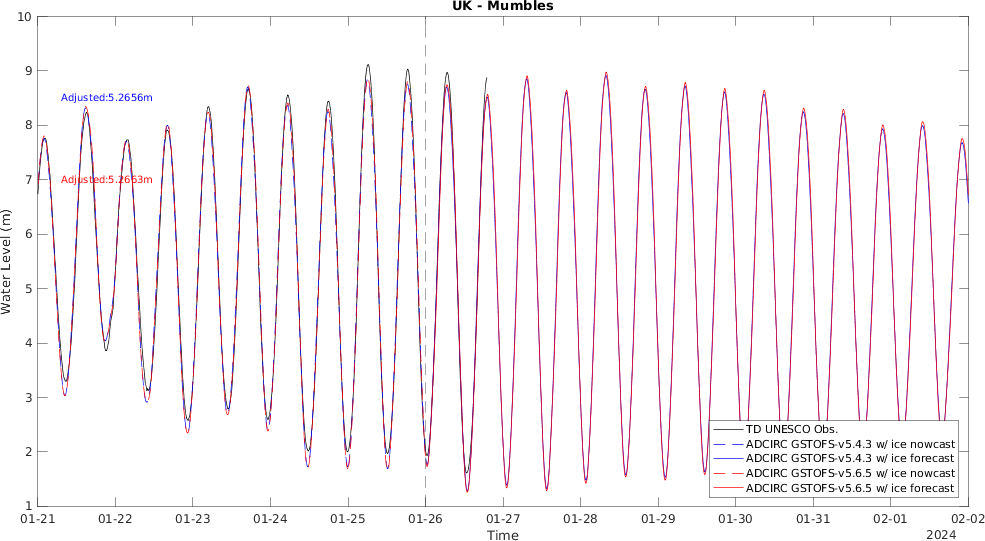 UK - Mumbles
10
9
8
7
6
5
4
3
2
1
Water Level (m)
Adjusted:5.2656m
Adjusted:5.2663m
TD UNESCO Obs.
ADCIRC GSTOFS-v5.4.3 w/ ice nowcast
ADCIRC GSTOFS-v5.4.3 w/ ice forecast
ADCIRC GSTOFS-v5.6.5 w/ ice nowcast
ADCIRC GSTOFS-v5.6.5 w/ ice forecast
01-21 01-22 01-23 01-24 01-25 01-26 01-27 01-28 01-29 01-30 01-31 02-01 02-02
Time
2024